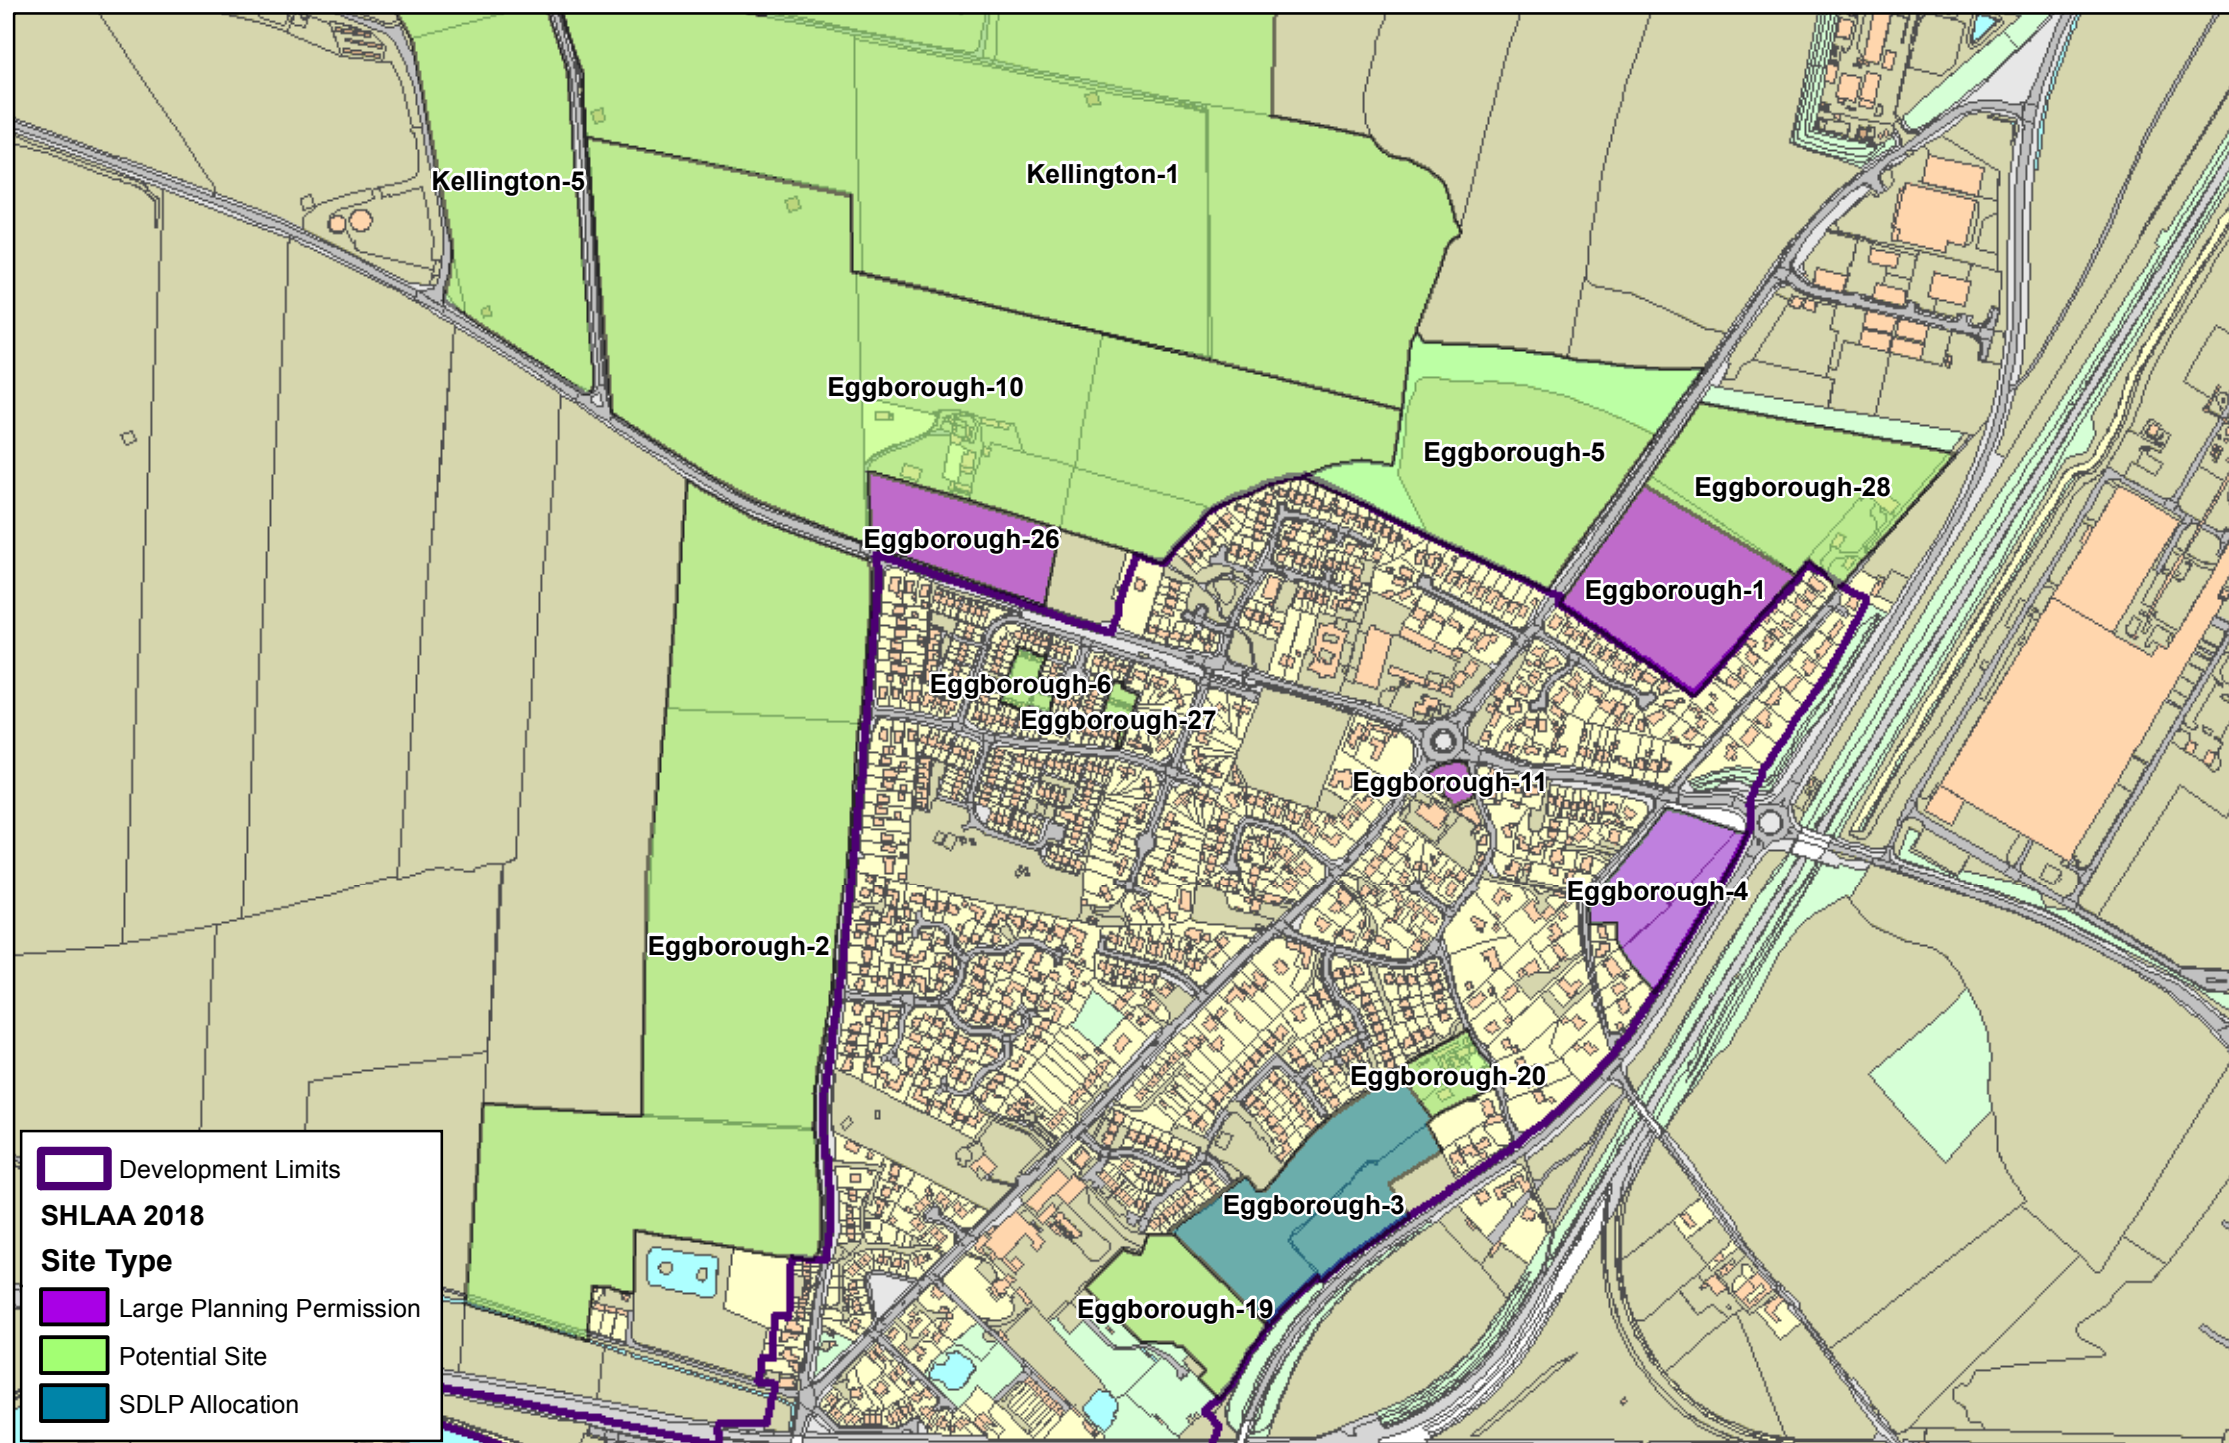 Kellington-1
Kellington-5
Eggborough-10
Eggborough-5
Eggborough-28
Eggborough-26
Eggborough-1
Eggborough-6
Eggborough-27
Eggborough-11
Eggborough-4
Eggborough-2
Eggborough-20
Eggborough-3
Eggborough-19
Development Limits
SHLAA 2018
Site Type
Large Planning Permission
Potential Site
SDLP Allocation